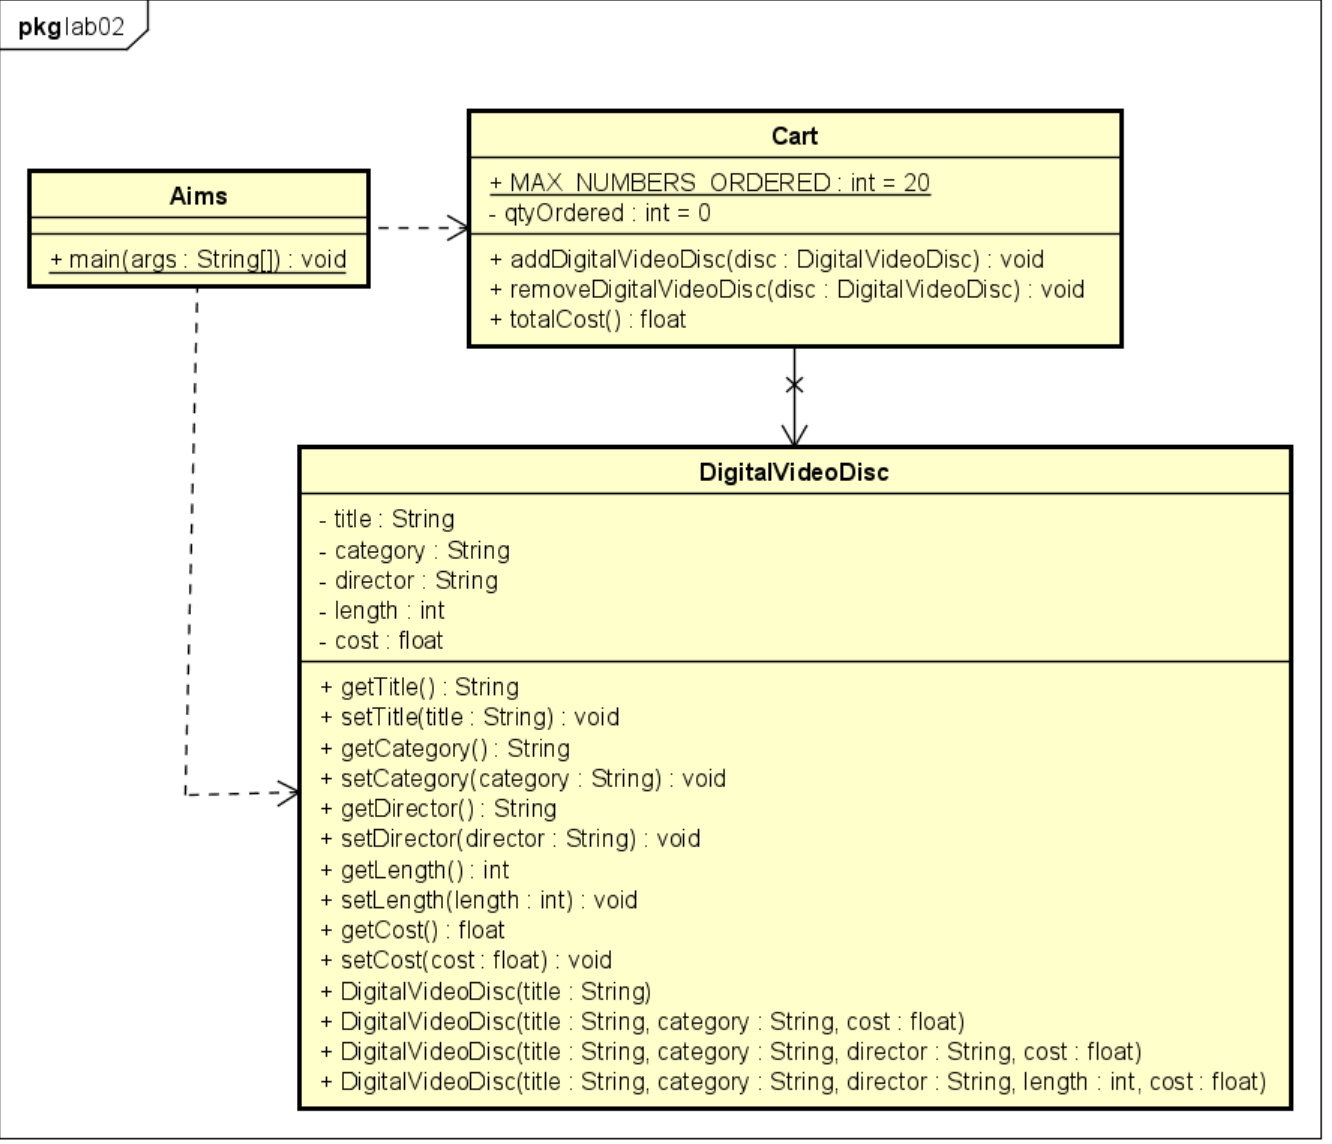 pkg lab02
Aims
+ main(args : String[]) : void
Cart
+ MAX_NUMBERS_ORDERED : int = 20
- qtyOrdered : int = 0
+ addDigitalVideoDisc(disc : DigitalVideoDisc) : void
+ removeDigitalVideoDisc(disc : DigitalVideoDisc) : void
+ totalCost() : float
DigitalVideoDisc
- title : String
- category : String
- director : String
- length : int
- cost : float
+ getTitle() : String
+ setTitle(title : String) : void
+ getCategory() : String
+ setCategory(category : String) : void
+ getDirector() : String
+ setDirector(director : String) : void
+ getLength() : int
+ setLength(length : int) : void
+ getCost() : float
+ setCost(cost : float) : void
+ DigitalVideoDisc(title : String)
+ DigitalVideoDisc(title : String, category : String, cost : float)
+ DigitalVideoDisc(title : String, category : String, director : String, cost : float)
+ DigitalVideoDisc(title : String, category : String, director : String, length : int, cost : float)